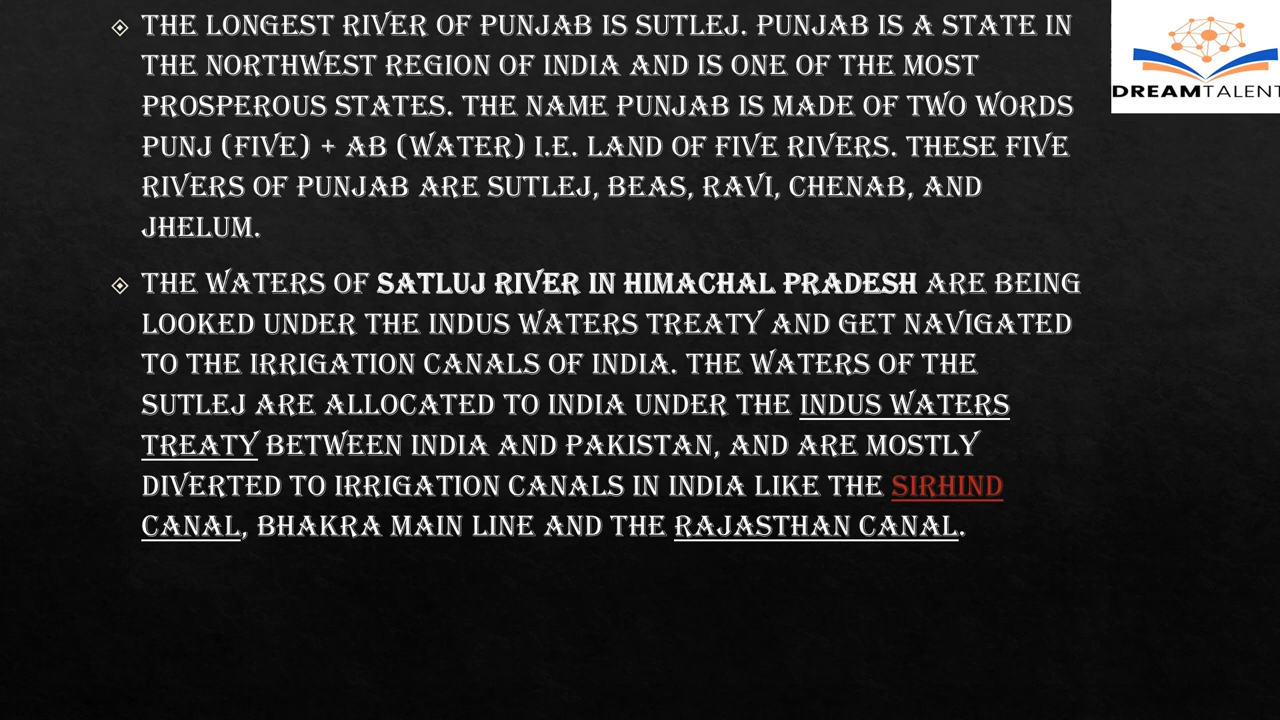 THE LONGEST RIVER OF PUNJAB IS SUTLEJ. PUNJAB IS A STATE IN
THE NORTHWEST REGION OF INDIA AND IS ONE OF THE MOST
PROSPEROUS STATES. THE NAME PUNJAB IS MADE OF TWO WORDS
PUNJ (FIVE) + AB (WATER) I.E. LAND OF FIVE RIVERS. THESE FIVE
RIVERS OF PUNJAB ARE SUTLEJ, BEAS, RAVI, CHENAB, AND
JHELUM.
THE WATERS OF SATLUJ RIVER IN HIMACHAL PRADESH ARE BEING
LOOKED UNDER THE INDUS WATERS TREATY AND GET NAVIGATED
TO THE IRRIGATION CANALS OF INDIA. THE WATERS OF THE
SUTLEJ ARE ALLOCATED TO INDIA UNDER THE INDUS WATERS
TREATY BETWEEN INDIA AND PAKISTAN, AND ARE MOSTLY
DIVERTED TO IRRIGATION CANALS IN INDIA LIKE THE SIRHIND
CANAL, BHAKRA MAIN LINE AND THE RAJASTHAN CANAL.
DREAMTALENT